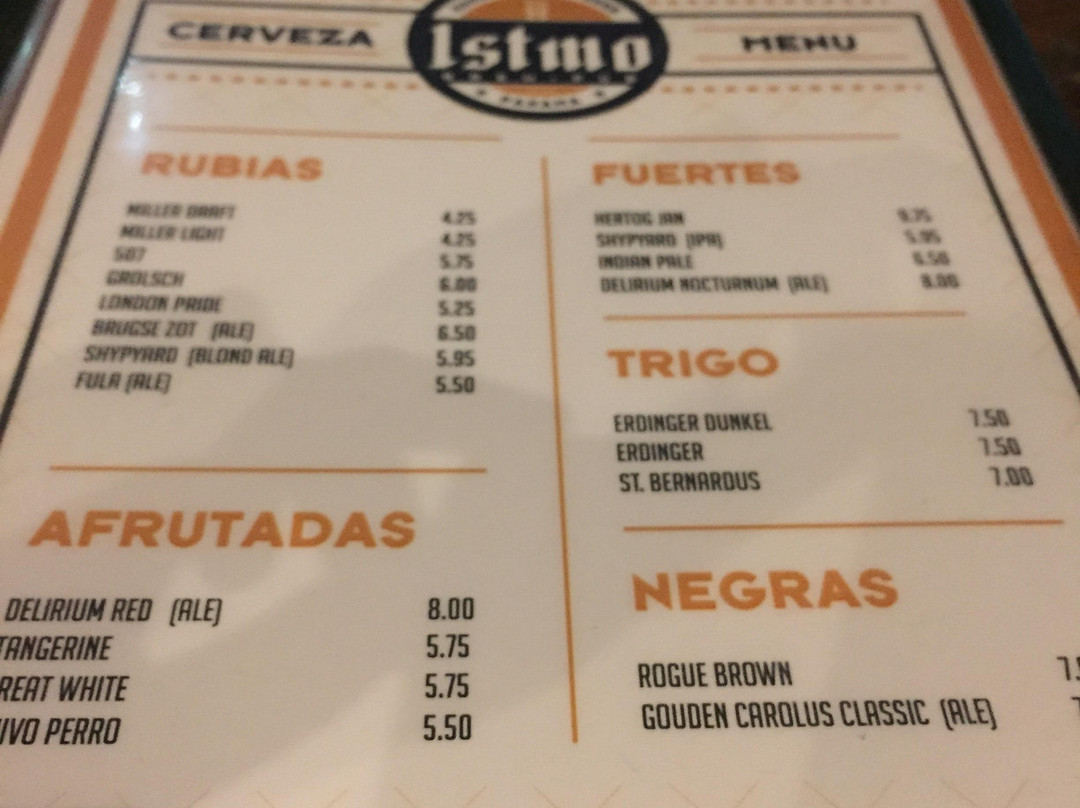 CERVEZA
Istmo
PANAMA
MENU
RUBIAS
MILLER DRAFT 4.25
MILLER LIGHT 4.25
507 5.75
GROLSCH 6.00
LONDON PRIDE 5.25
BRUGSE ZOT (ALE) 6.50
SHYPYARD (BLOND ALE) 5.95
FULA (ALE) 5.50
AFRUTADAS
DELIRIUM RED (ALE) 8.00
TANGERINE 5.75
REAT WHITE 5.75
IVO PERRO 5.50
FUERTES
HERTOG JAN
SHYPYARD (IPA) 5.95
INDIAN PALE 6.50
DELIRIUM NOCTURNUM (ALE) 8.00
TRIGO
ERDINGER DUNKEL 7.50
ERDINGER 7.50
ST. BERNARDUS 7.00
NEGRAS
ROGUE BROWN
GOUDEN CAROLUS CLASSIC (ALE)